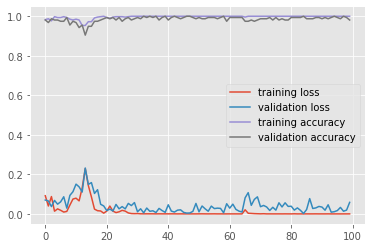 1.0
0.8
0.6
0.4
0.2
0.0
training loss
validation loss
training accuracy
validation accuracy
0 20 40 60 80 100